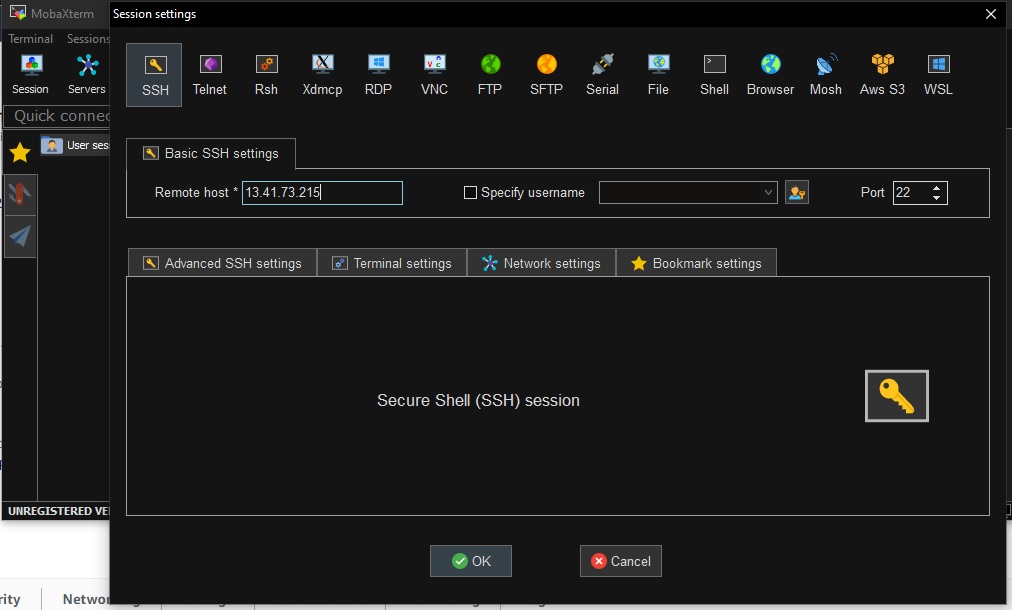 MobaXterm
Session settings
Terminal Sessions
Session Servers
SSH Telnet Rsh Xdmcp RDP VNC FTP SFTP Serial File Shell Browser Mosh Aws S3 WSL
Quick connec
User sess
Basic SSH settings
Remote host * 13.41.73.215 Specify username Port 22
Advanced SSH settings Terminal settings Network settings Bookmark settings
Secure Shell (SSH) session
UNREGISTERED VE
OK Cancel
rity Networ